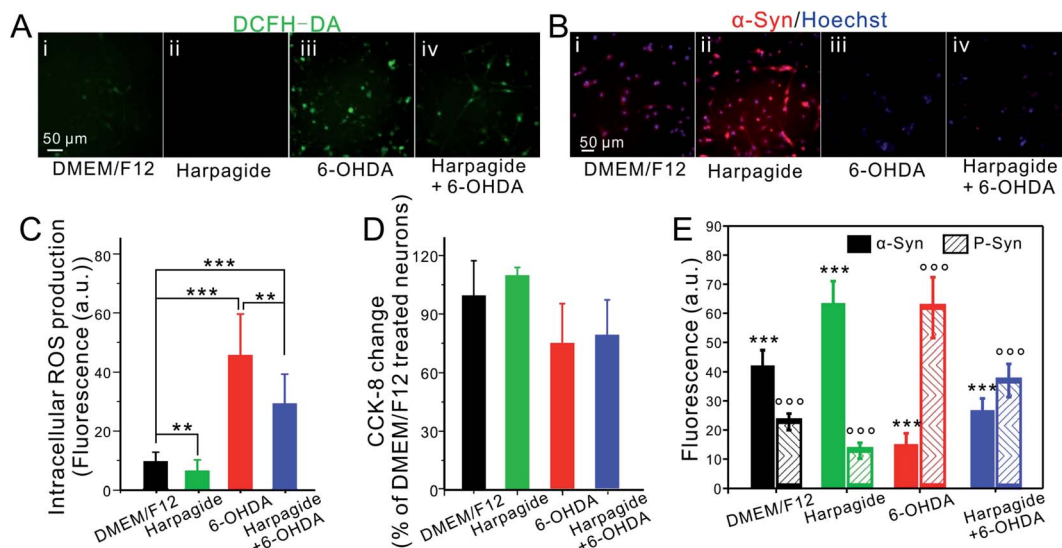 A
DCFH-DA
i
ii
iii
iv
50 μm
DMEM/F12
Harpagide
6-OHDA
Harpagide
+ 6-OHDA
B
α-Syn/Hoechst
i
ii
iii
iv
50 μm
DMEM/F12
Harpagide
6-OHDA
Harpagide
+ 6-OHDA
C
Intracellular ROS production
(Fluorescence (a.u.))
80
60
40
20
0
***
***
**
**
DMEM/F12
Harpagide
6-OHDA
Harpagide
+6-OHDA
D
CCK-8 change
(% of DMEM/F12 treated neurons)
120
90
60
30
0
DMEM/F12
Harpagide
6-OHDA
Harpagide
+6-OHDA
E
Fluorescence (a.u.)
90
80
70
60
50
40
30
20
10
0
α-Syn
P-Syn
***
°°°
***
°°°
***
°°°
***
°°°
DMEM/F12
Harpagide
6-OHDA
Harpagide
+6-OHDA